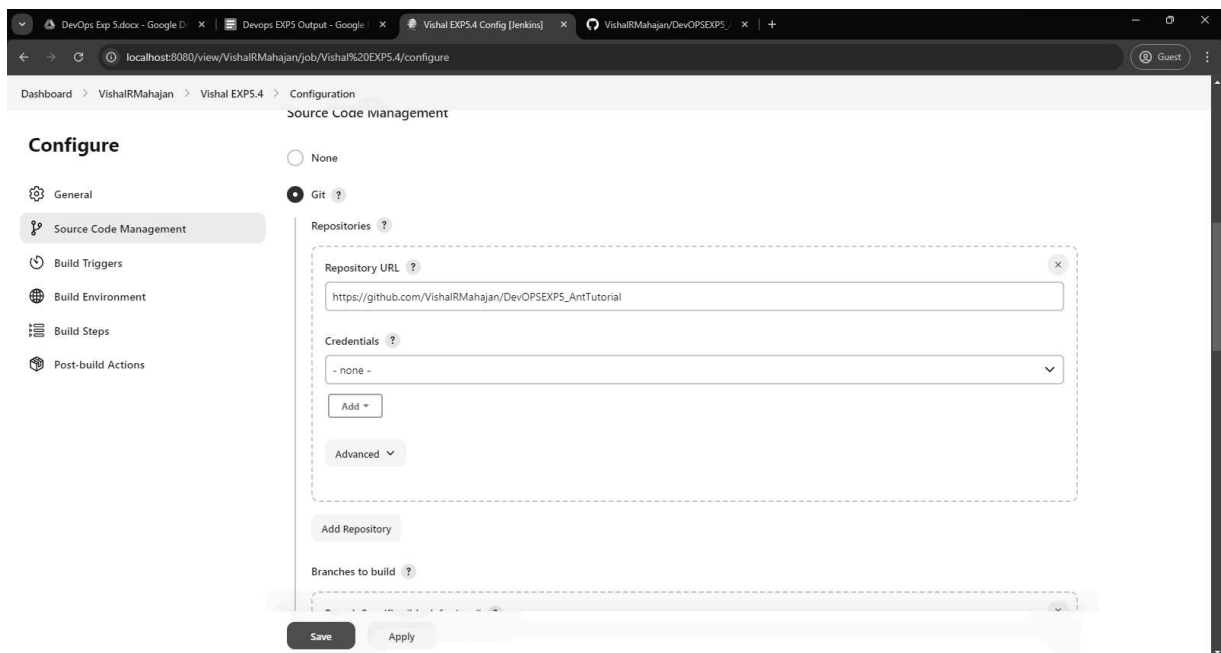 DevOps Exp 5.docx - Google D
Devops EXP5 Output - Google
Vishal EXP5.4 Config [Jenkins]
VishalRMahajan/DevOPSEXP5_
localhost:8080/view/VishalRMahajan/job/Vishal%20EXP5.4/configure
Guest
Dashboard > VishalRMahajan > Vishal EXP5.4 > Configuration
Source Code Management
Configure
General
Source Code Management
Build Triggers
Build Environment
Build Steps
Post-build Actions
None
Git ?
Repositories ?
Repository URL ?
https://github.com/VishalRMahajan/DevOPSEXP5_AntTutorial
Credentials ?
- none -
Add
Advanced
Add Repository
Branches to build ?
Save
Apply